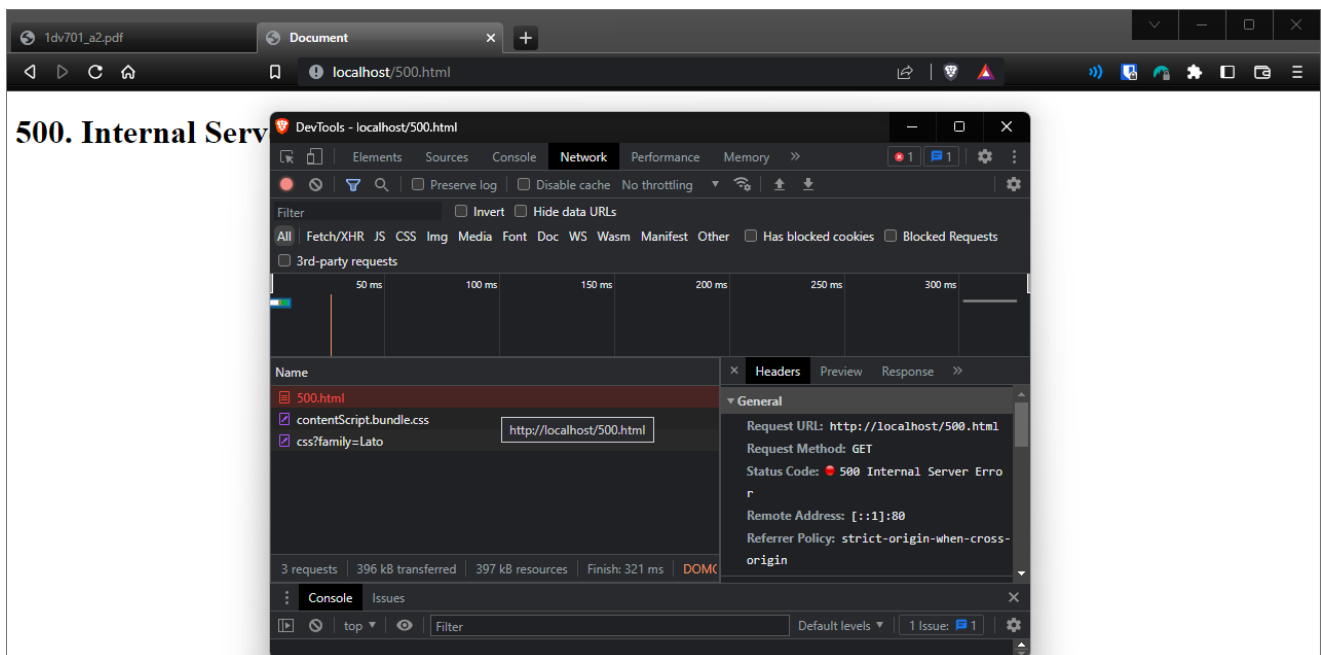 1dv701_a2.pdf
Document
localhost/500.html
500. Internal Serv
DevTools - localhost/500.html
Elements Sources Console Network Performance Memory » 1 1
Preserve log Disable cache No throttling
Filter Invert Hide data URLs
All Fetch/XHR JS CSS Img Media Font Doc WS Wasm Manifest Other Has blocked cookies Blocked Requests
3rd-party requests
50 ms 100 ms 150 ms 200 ms 250 ms 300 ms
Name
500.html
contentScript.bundle.css
css?family=Lato
http://localhost/500.html
3 requests 396 kB transferred 397 kB resources Finish: 321 ms DOMC
Headers Preview Response »
General
Request URL: http://localhost/500.html
Request Method: GET
Status Code: 500 Internal Server Erro
r
Remote Address: [::1]:80
Referrer Policy: strict-origin-when-cross-
origin
Console Issues
top Filter Default levels 1 Issue: 1